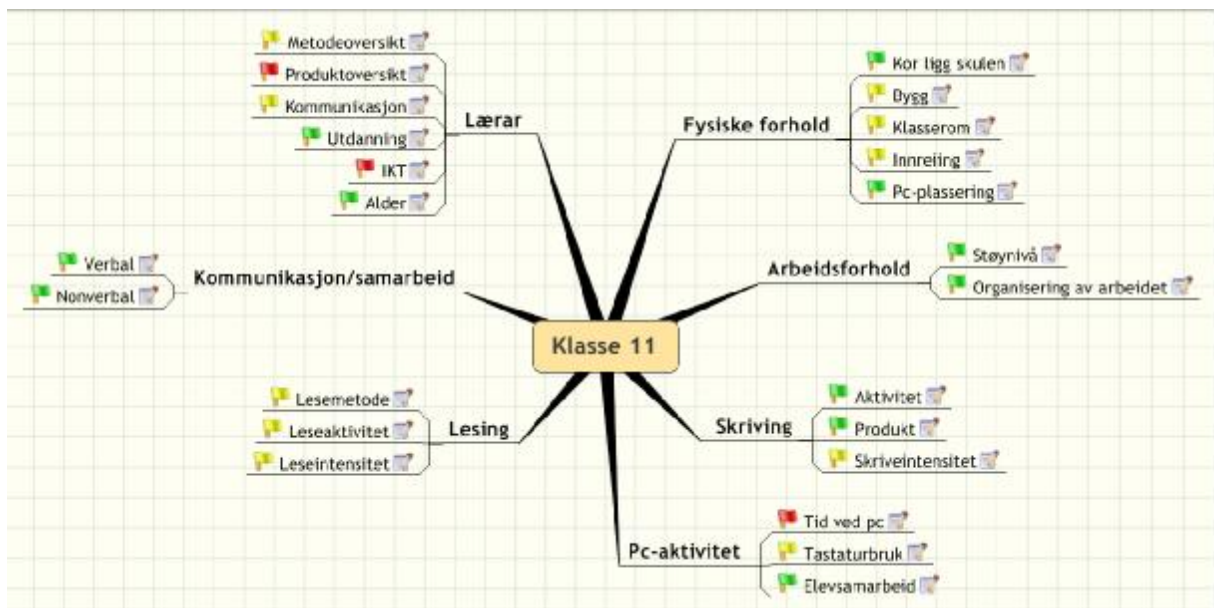 Metodeoversikt
Produktoversikt
Kommunikasjon
Utdanning
IKT
Alder
Lærar
Verbal
Nonverbal
Kommunikasjon/samarbeid
Lesemetode
Leseaktivitet
Leseintensitet
Lesing
Klasse 11
Fysiske forhold
Kor ligg skulen
Bygg
Klasserom
Innreiing
Pc-plassering
Arbeidsforhold
Støynivå
Organisering av arbeidet
Skriving
Aktivitet
Produkt
Skriveintensitet
Pc-aktivitet
Tid ved pc
Tastaturbruk
Elevsamarbeid